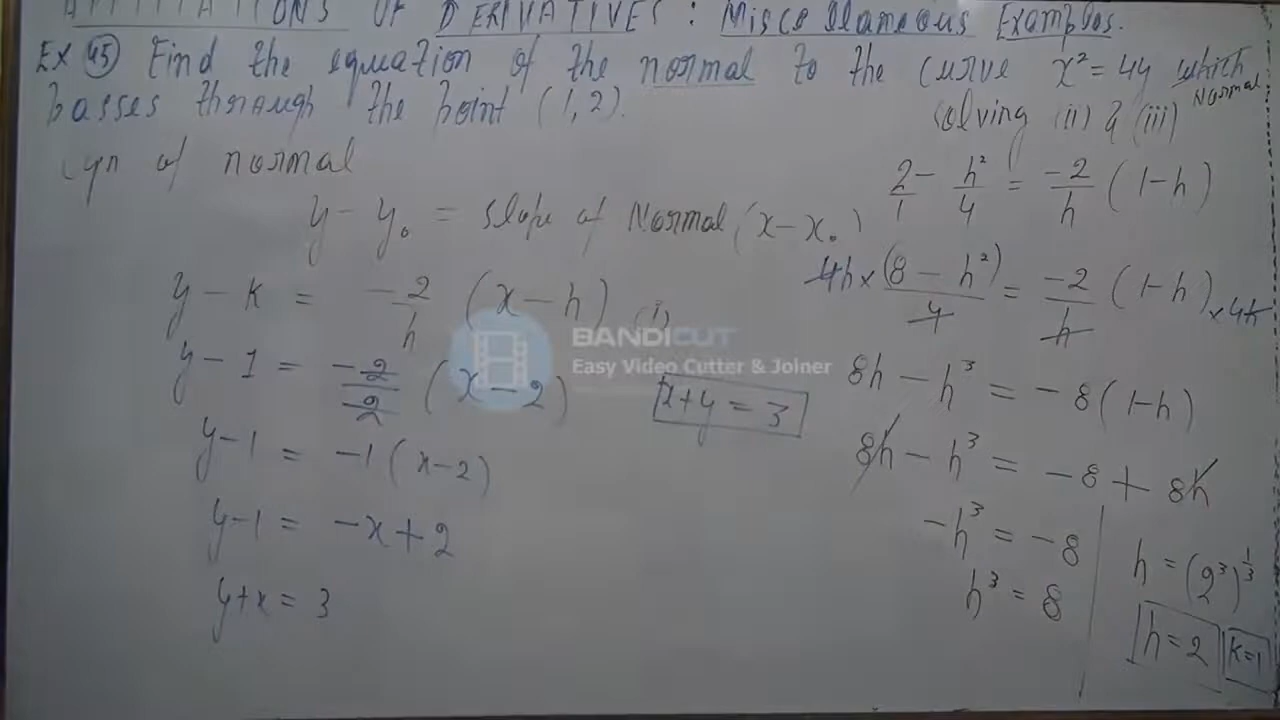 APPLICATIONS OF DERIVATIVES : Miscellaneous Examples.
Ex 45 Find the equation of the normal to the curve x² = 4y which
Normal
passes through the point (1,2).
eqn of normal
y - y₀ = Slope of Normal (x - x₀)
y - k = -2/h (x - h) (i)
y - 1 = -2/2 (x - 2)
x + y = 3
y - 1 = -1 (x - 2)
y - 1 = -x + 2
y + x = 3
solving (ii) & (iii)
2/1 - h²/4 = -2/h (1-h)
4h × (8 - h²)/4 = -2/h (1-h) × 4h
8h - h³ = -8 (1-h)
8h - h³ = -8 + 8h
-h³ = -8
h³ = 8
h = (2³)^1/3
h = 2 k=1
BANDICUT
Easy Video Cutter & Joiner